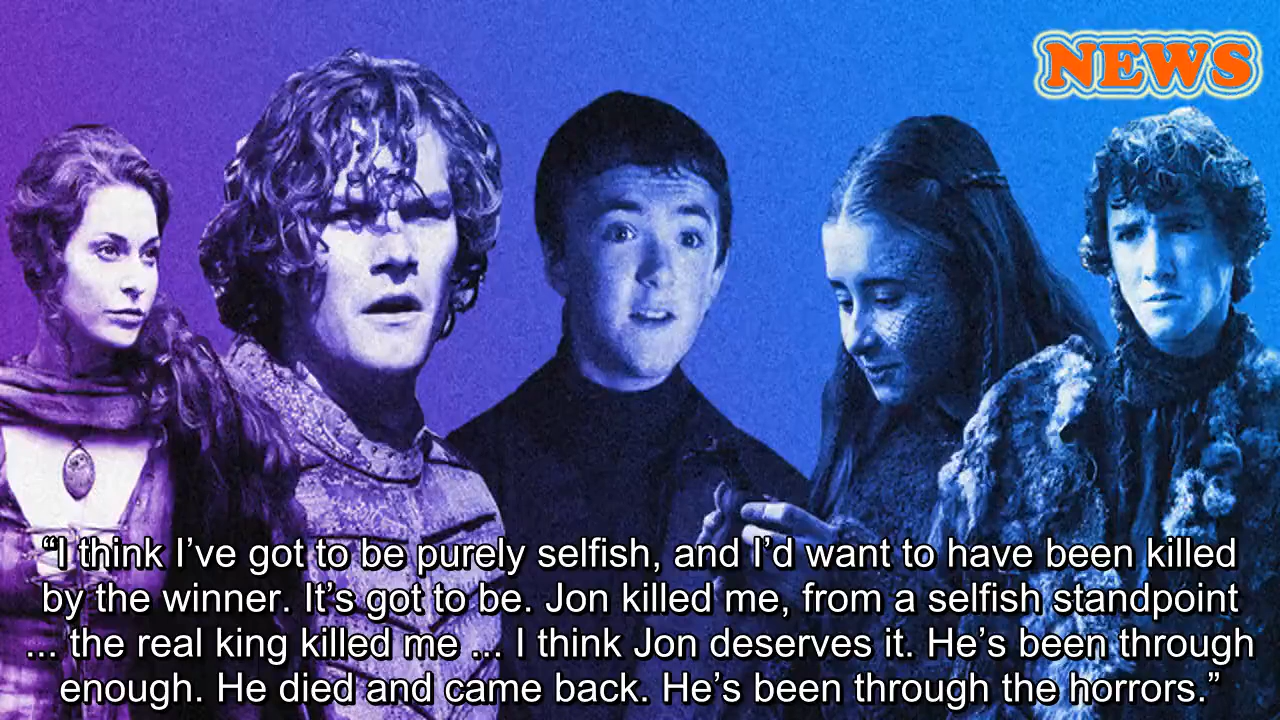 NEWS
“I think I’ve got to be purely selfish, and I’d want to have been killed
by the winner. It’s got to be. Jon killed me, from a selfish standpoint
... the real king killed me ... I think Jon deserves it. He’s been through
enough. He died and came back. He’s been through the horrors.”